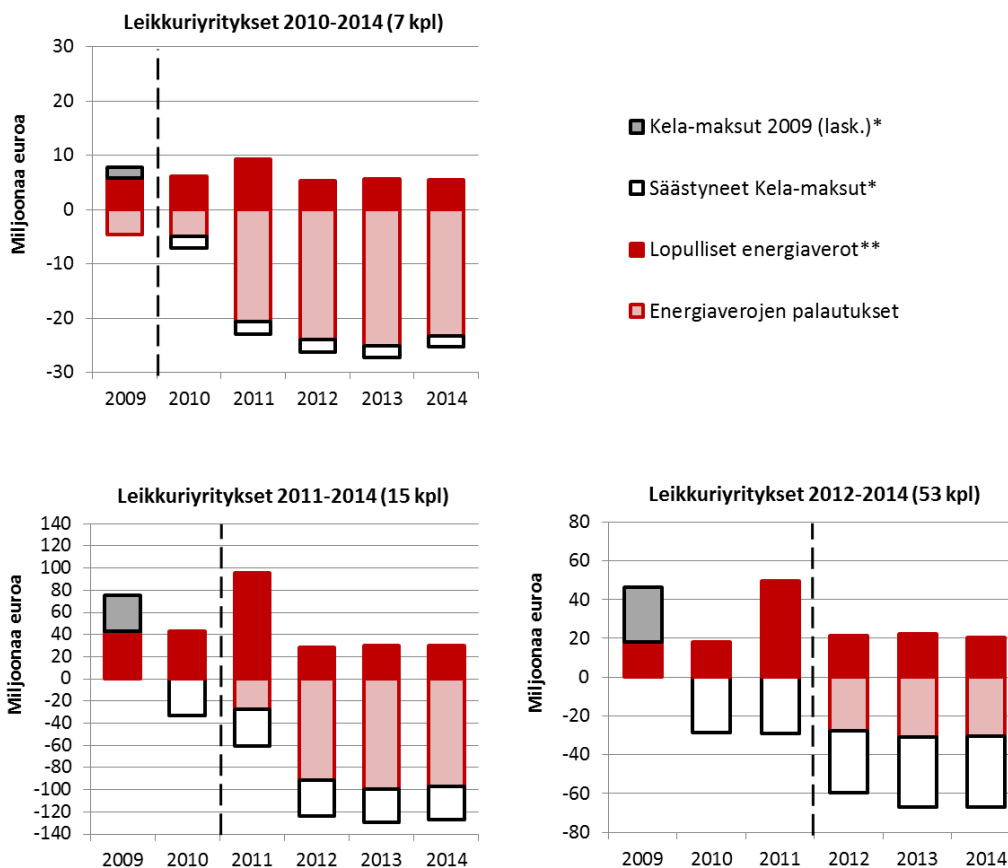 Leikkuriyritykset 2010-2014 (7 kpl)
Miljoonaa euroa
30
20
10
0
-10
-20
-30
2009 2010 2011 2012 2013 2014
Kela-maksut 2009 (lask.)*
Säästyneet Kela-maksut*
Lopulliset energiaverot**
Energiaverojen palautukset
Leikkuriyritykset 2011-2014 (15 kpl)
Miljoonaa euroa
140
120
100
80
60
40
20
0
-20
-40
-60
-80
-100
-120
-140
2009 2010 2011 2012 2013 2014
Leikkuriyritykset 2012-2014 (53 kpl)
Miljoonaa euroa
80
60
40
20
0
-20
-40
-60
-80
2009 2010 2011 2012 2013 2014